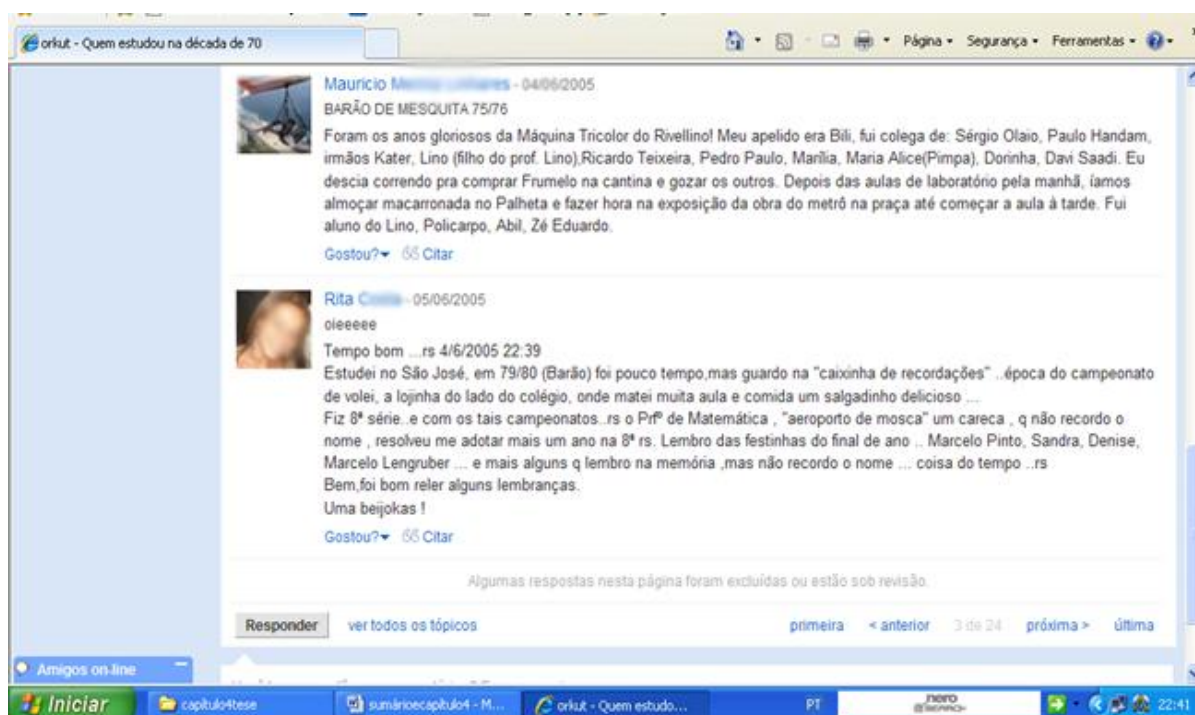 orkut - Quem estudou na década de 70
Página Segurança Ferramentas
Mauricio - 04/06/2005
BARÃO DE MESQUITA 75/76
Foram os anos gloriosos da Máquina Tricolor do Rivellino! Meu apelido era Bili, fui colega de: Sérgio Olaio, Paulo Handam,
irmãos Kater, Lino (filho do prof. Lino),Ricardo Teixeira, Pedro Paulo, Marília, Maria Alice(Pimpa), Dorinha, Davi Saadi. Eu
descia correndo pra comprar Frumelo na cantina e gozar os outros. Depois das aulas de laboratório pela manhã, íamos
almoçar macarronada no Palheta e fazer hora na exposição da obra do metrô na praça até começar a aula à tarde. Fui
aluno do Lino, Policarpo, Abil, Zé Eduardo.
Gostou? Citar
Rita - 05/06/2005
oieeeee
Tempo bom ...rs 4/6/2005 22:39
Estudei no São José, em 79/80 (Barão) foi pouco tempo,mas guardo na "caixinha de recordações" ..época do campeonato
de volei, a lojinha do lado do colégio, onde matei muita aula e comida um salgadinho delicioso ...
Fiz 8ª série..e com os tais campeonatos..rs o Prfº de Matemática , "aeroporto de mosca" um careca , q não recordo o
nome , resolveu me adotar mais um ano na 8ª rs. Lembro das festinhas do final de ano .. Marcelo Pinto, Sandra, Denise,
Marcelo Lengruber ... e mais alguns q lembro na memória ,mas não recordo o nome ... coisa do tempo ..rs
Bem,foi bom reler alguns lembranças.
Uma beijokas !
Gostou? Citar
Algumas respostas nesta página foram excluídas ou estão sob revisão.
Responder ver todos os tópicos primeira < anterior 3 de 24 próxima > última
Amigos on-line
Iniciar capitulo4tese sumárioecapitulo4 - M... orkut - Quem estudo... PT nero 22:41